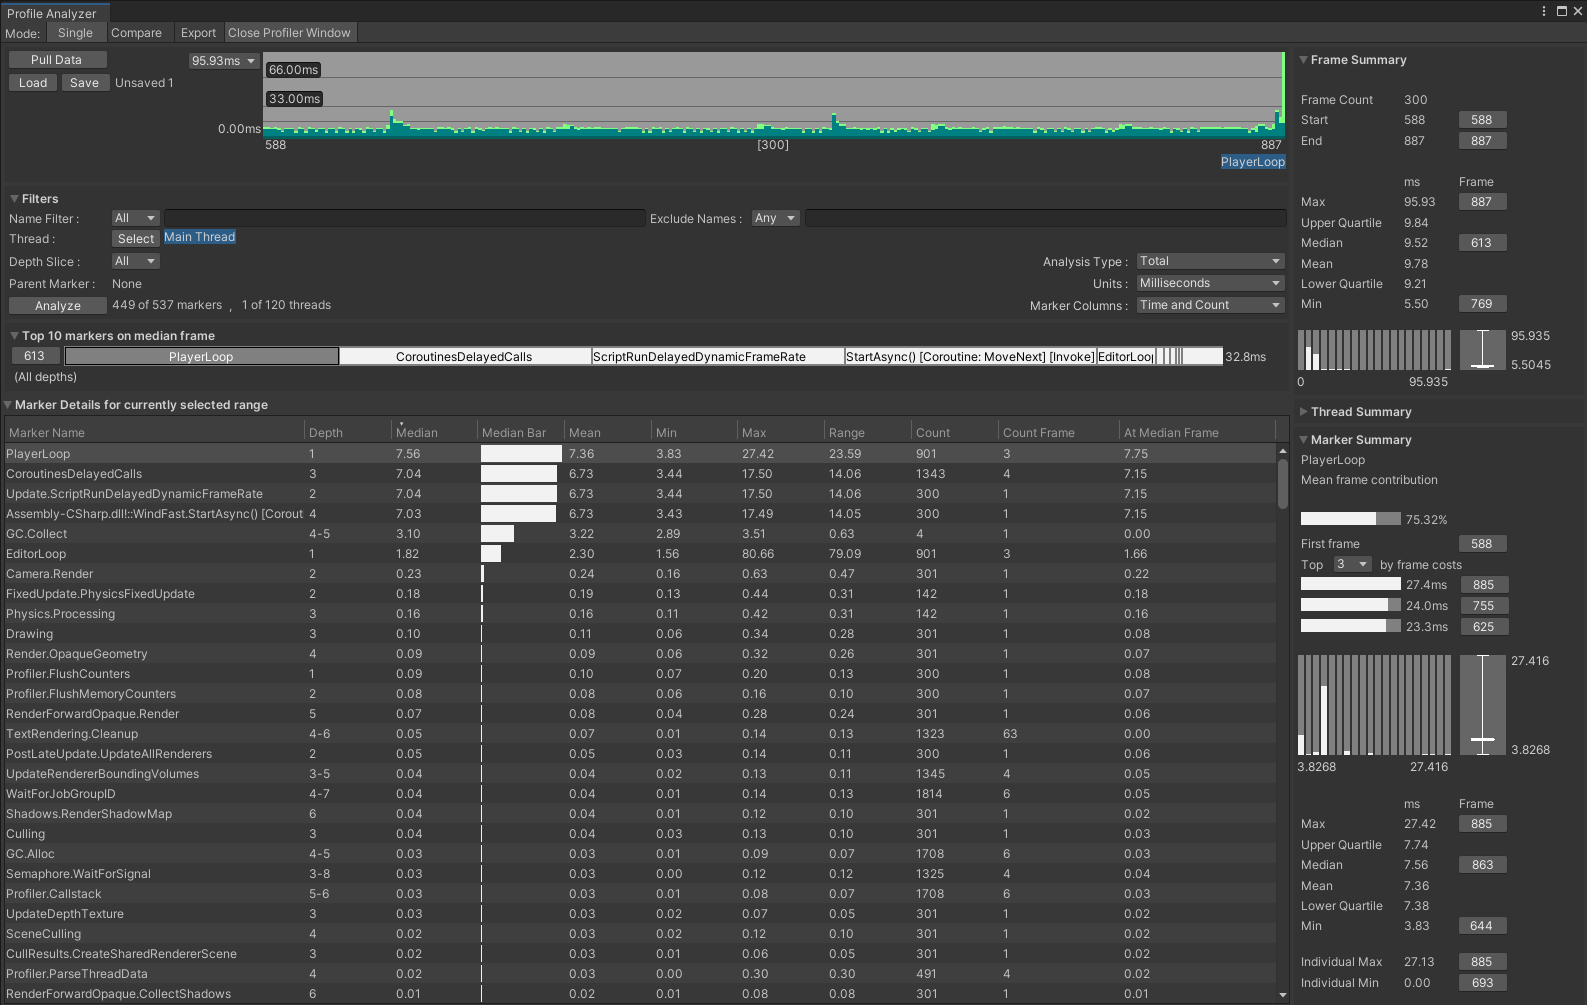 Profile Analyzer
Mode: Single Compare Export Close Profiler Window
Pull Data
Load Save Unsaved 1
95.93ms
66.00ms
33.00ms
0.00ms
588 [300] 887
PlayerLoop
Filters
Name Filter : All Exclude Names : Any
Thread : Select Main Thread
Depth Slice : All Analysis Type : Total
Parent Marker : None Units : Milliseconds
Analyze 449 of 537 markers , 1 of 120 threads Marker Columns : Time and Count
Top 10 markers on median frame
613 PlayerLoop CoroutinesDelayedCalls ScriptRunDelayedDynamicFrameRate StartAsync() [Coroutine: MoveNext] [Invoke] EditorLoop 32.8ms
(All depths)
Marker Details for currently selected range
Marker Name Depth Median Median Bar Mean Min Max Range Count Count Frame At Median Frame
PlayerLoop 1 7.56 7.36 3.83 27.42 23.59 901 3 7.75
CoroutinesDelayedCalls 3 7.04 6.73 3.44 17.50 14.06 1343 4 7.15
Update.ScriptRunDelayedDynamicFrameRate 2 7.04 6.73 3.44 17.50 14.06 300 1 7.15
Assembly-CSharp.dll!::WindFast.StartAsync() [Corout 4 7.03 6.73 3.43 17.49 14.05 300 1 7.15
GC.Collect 4-5 3.10 3.22 2.89 3.51 0.63 4 1 0.00
EditorLoop 1 1.82 2.30 1.56 80.66 79.09 901 3 1.66
Camera.Render 2 0.23 0.24 0.16 0.63 0.47 301 1 0.22
FixedUpdate.PhysicsFixedUpdate 2 0.18 0.19 0.13 0.44 0.31 142 1 0.18
Physics.Processing 3 0.16 0.16 0.11 0.42 0.31 142 1 0.16
Drawing 3 0.10 0.11 0.06 0.34 0.28 301 1 0.08
Render.OpaqueGeometry 4 0.09 0.09 0.06 0.32 0.26 301 1 0.07
Profiler.FlushCounters 1 0.09 0.10 0.07 0.20 0.13 300 1 0.08
Profiler.FlushMemoryCounters 2 0.08 0.08 0.06 0.16 0.10 300 1 0.07
RenderForwardOpaque.Render 5 0.07 0.08 0.04 0.28 0.24 301 1 0.06
TextRendering.Cleanup 4-6 0.05 0.07 0.01 0.14 0.13 1323 63 0.00
PostLateUpdate.UpdateAllRenderers 2 0.05 0.05 0.03 0.14 0.11 300 1 0.06
UpdateRendererBoundingVolumes 3-5 0.04 0.04 0.02 0.13 0.11 1345 4 0.05
WaitForJobGroupID 4-7 0.04 0.04 0.01 0.14 0.13 1814 6 0.05
Shadows.RenderShadowMap 6 0.04 0.04 0.01 0.12 0.10 301 1 0.02
Culling 3 0.04 0.04 0.03 0.13 0.10 301 1 0.03
GC.Alloc 4-5 0.03 0.03 0.01 0.09 0.07 1708 6 0.03
Semaphore.WaitForSignal 3-8 0.03 0.03 0.00 0.12 0.12 1325 4 0.04
Profiler.Callstack 5-6 0.03 0.03 0.01 0.08 0.07 1708 6 0.03
UpdateDepthTexture 3 0.03 0.03 0.02 0.07 0.05 301 1 0.02
SceneCulling 4 0.02 0.03 0.02 0.12 0.10 301 1 0.02
CullResults.CreateSharedRendererScene 3 0.02 0.03 0.01 0.06 0.05 301 1 0.02
Profiler.ParseThreadData 4 0.02 0.03 0.00 0.30 0.30 491 4 0.02
RenderForwardOpaque.CollectShadows 6 0.01 0.02 0.01 0.08 0.08 301 1 0.01
Frame Summary
Frame Count 300
Start 588 588
End 887 887
ms Frame
Max 95.93 887
Upper Quartile 9.84
Median 9.52 613
Mean 9.78
Lower Quartile 9.21
Min 5.50 769
95.935
5.5045
0 95.935
Thread Summary
Marker Summary
PlayerLoop
Mean frame contribution
75.32%
First frame 588
Top 3 by frame costs
27.4ms 885
24.0ms 755
23.3ms 625
27.416
3.8268
3.8268 27.416
ms Frame
Max 27.42 885
Upper Quartile 7.74
Median 7.56 863
Mean 7.36
Lower Quartile 7.38
Min 3.83 644
Individual Max 27.13 885
Individual Min 0.00 693